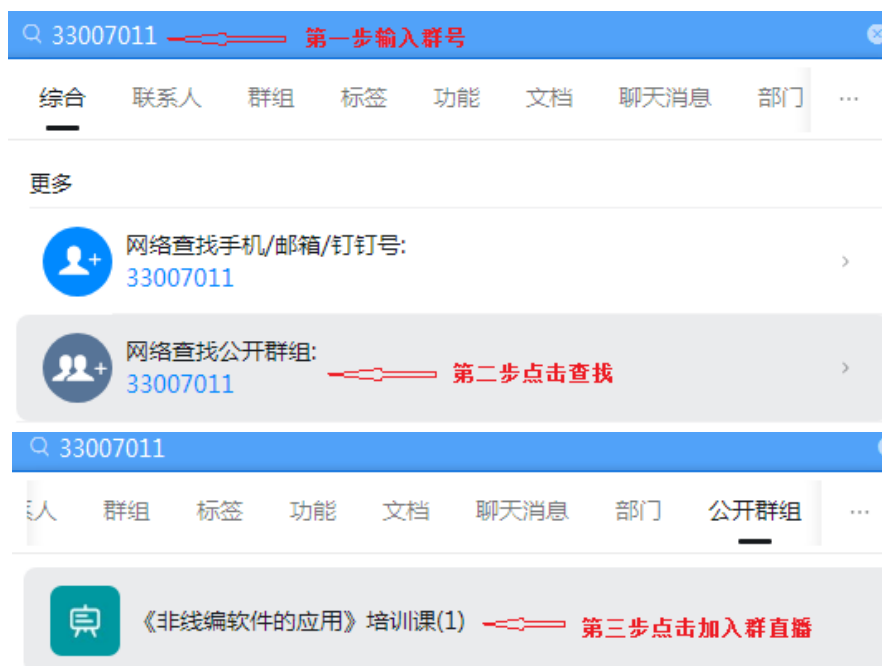 33007011 第一步输入群号
综合 联系人 群组 标签 功能 文档 聊天消息 部门 ...
更多
网络查找手机/邮箱/钉钉号:
33007011
网络查找公开群组:
33007011 第二步点击查找
33007011
人 群组 标签 功能 文档 聊天消息 部门 公开群组 ...
《非线编软件的应用》培训课(1) 第三步点击加入群直播